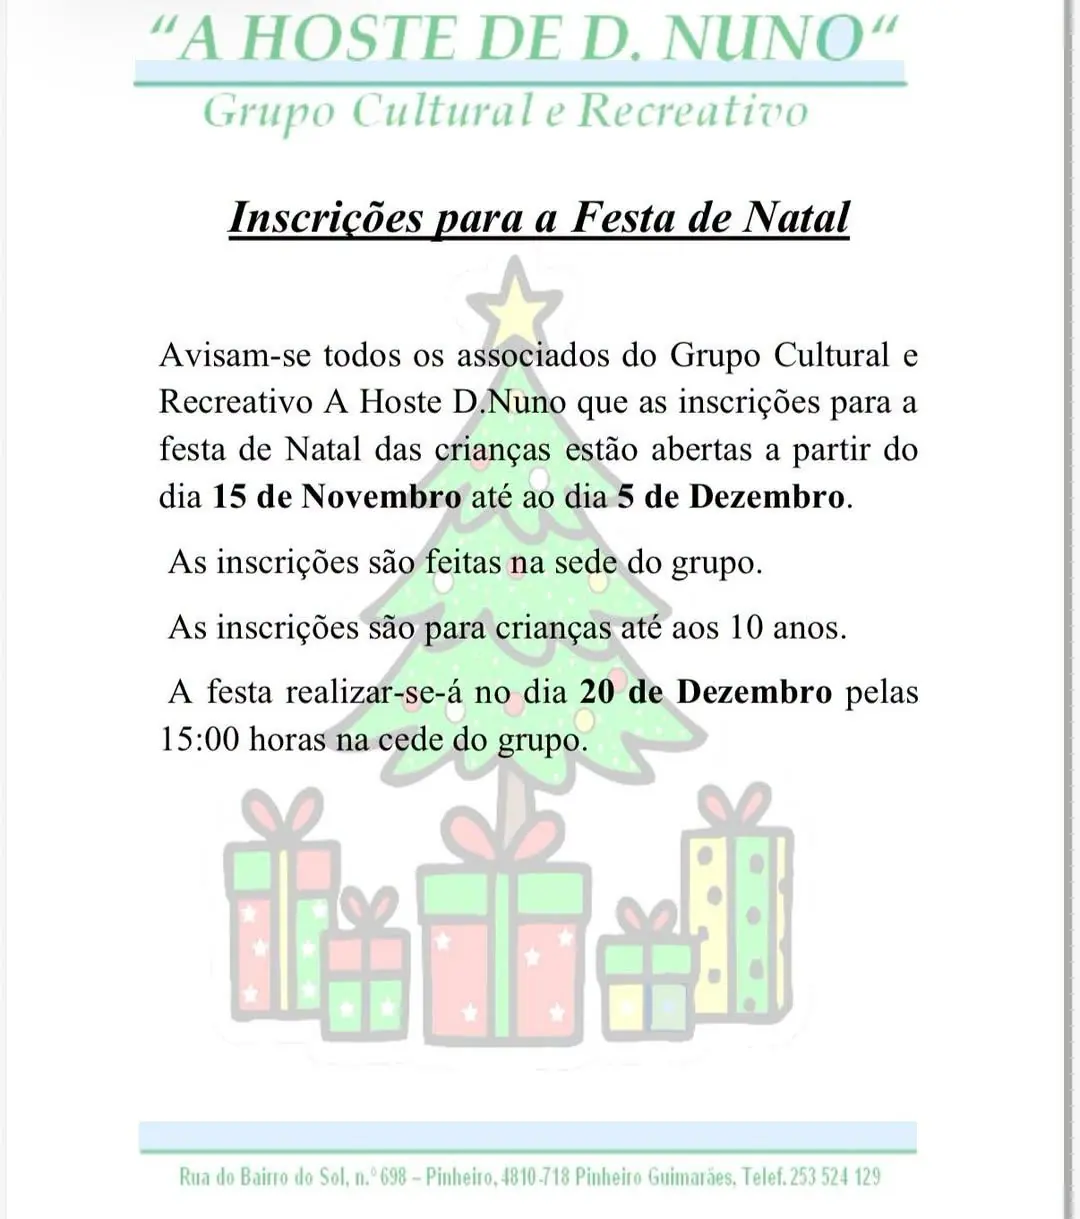 "A HOSTE DE D. NUNO"
Grupo Cultural e Recreativo
Inscrições para a Festa de Natal
Avisam-se todos os associados do Grupo Cultural e
Recreativo A Hoste D.Nuno que as inscrições para a
festa de Natal das crianças estão abertas a partir do
dia 15 de Novembro até ao dia 5 de Dezembro.
As inscrições são feitas na sede do grupo.
As inscrições são para crianças até aos 10 anos.
A festa realizar-se-á no dia 20 de Dezembro pelas
15:00 horas na cede do grupo.
Rua do Bairro do Sol, n.º 698 – Pinheiro, 4810-718 Pinheiro Guimarães, Telef. 253 524 129